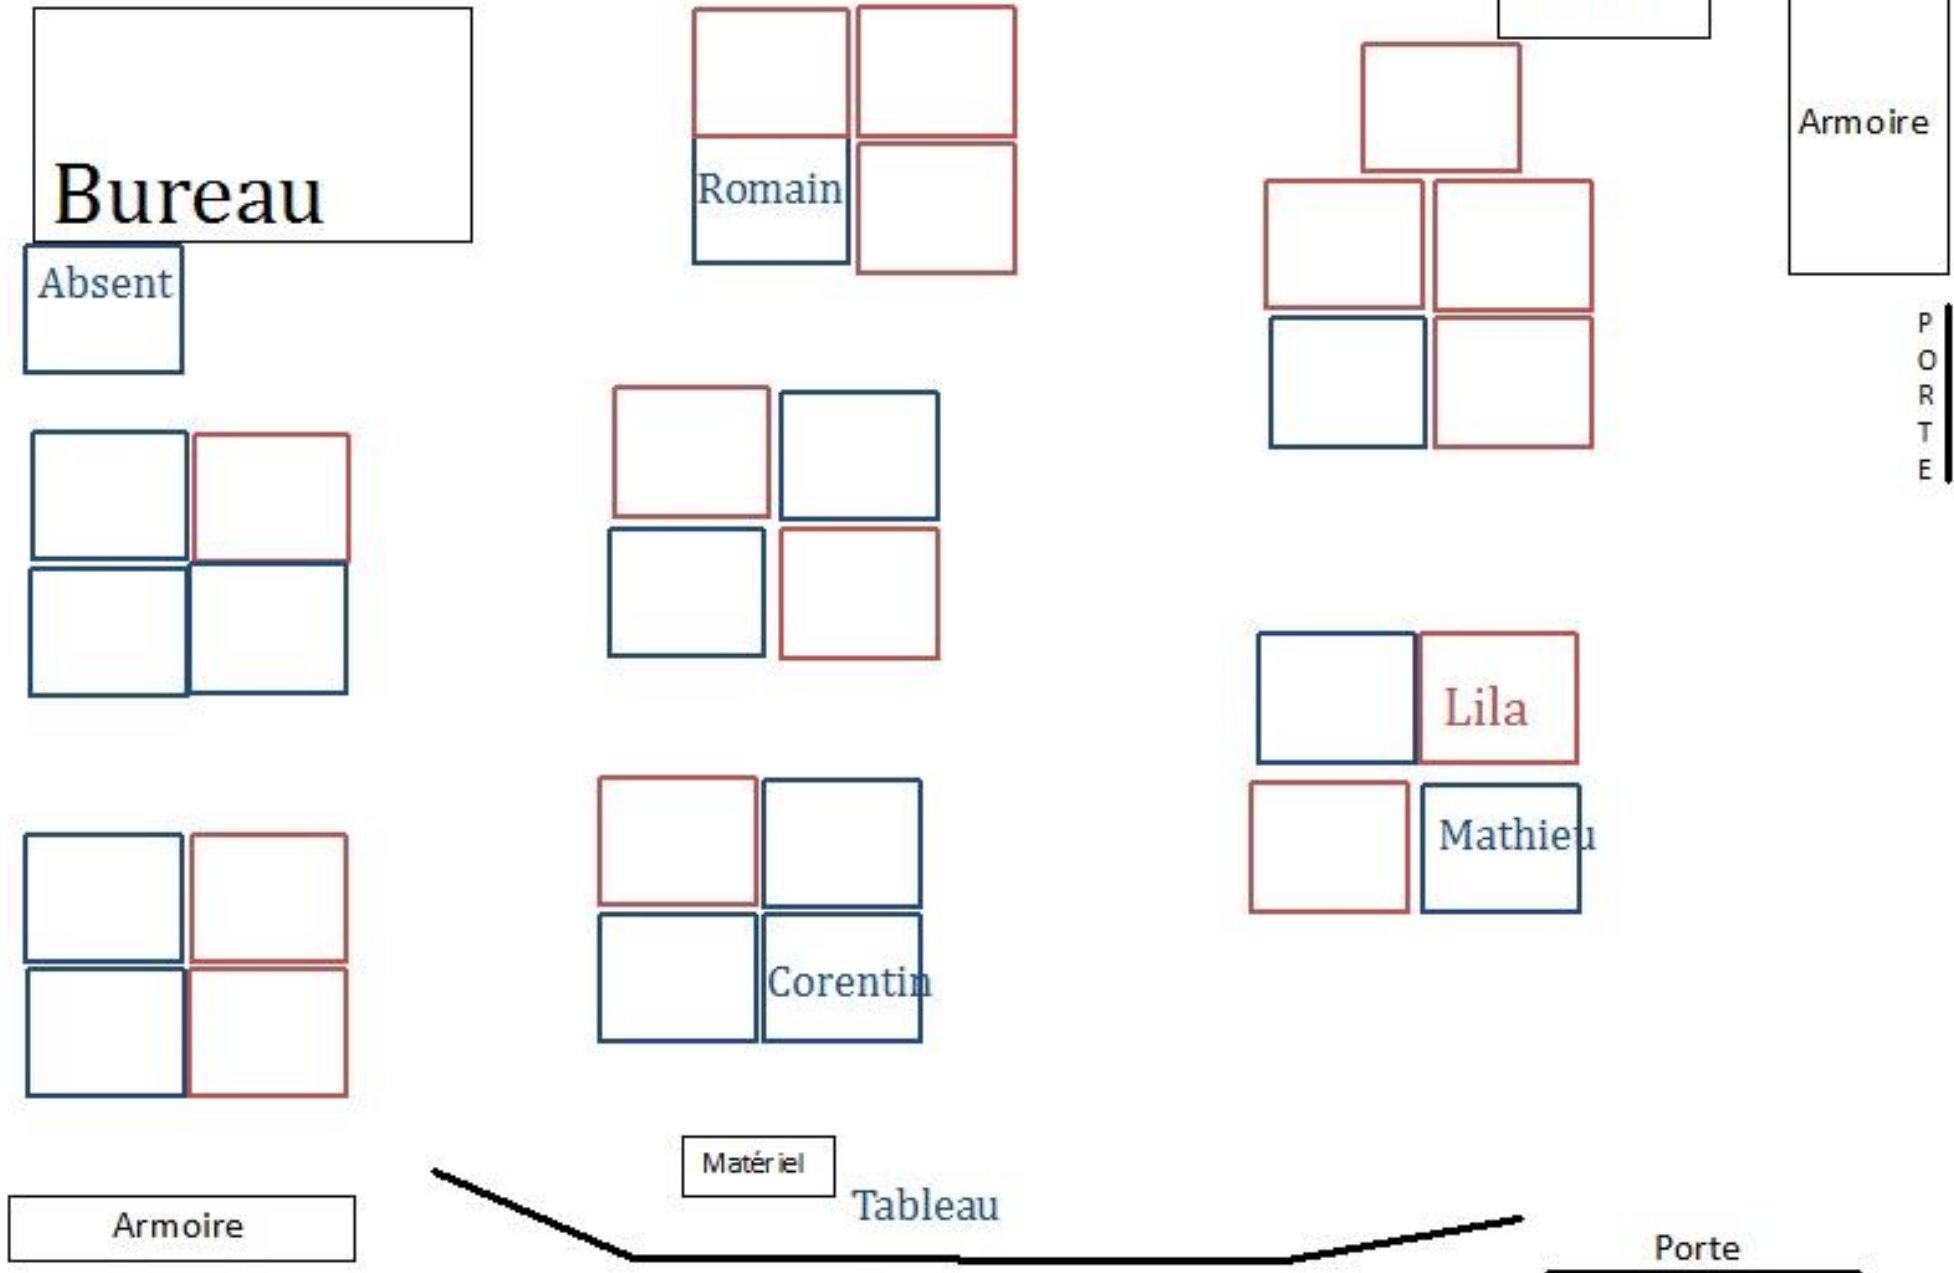 Armoire
Bureau
Romain
Absent
P
O
R
T
E
Lila
Mathieu
Corentin
Matériel
Tableau
Armoire
Porte